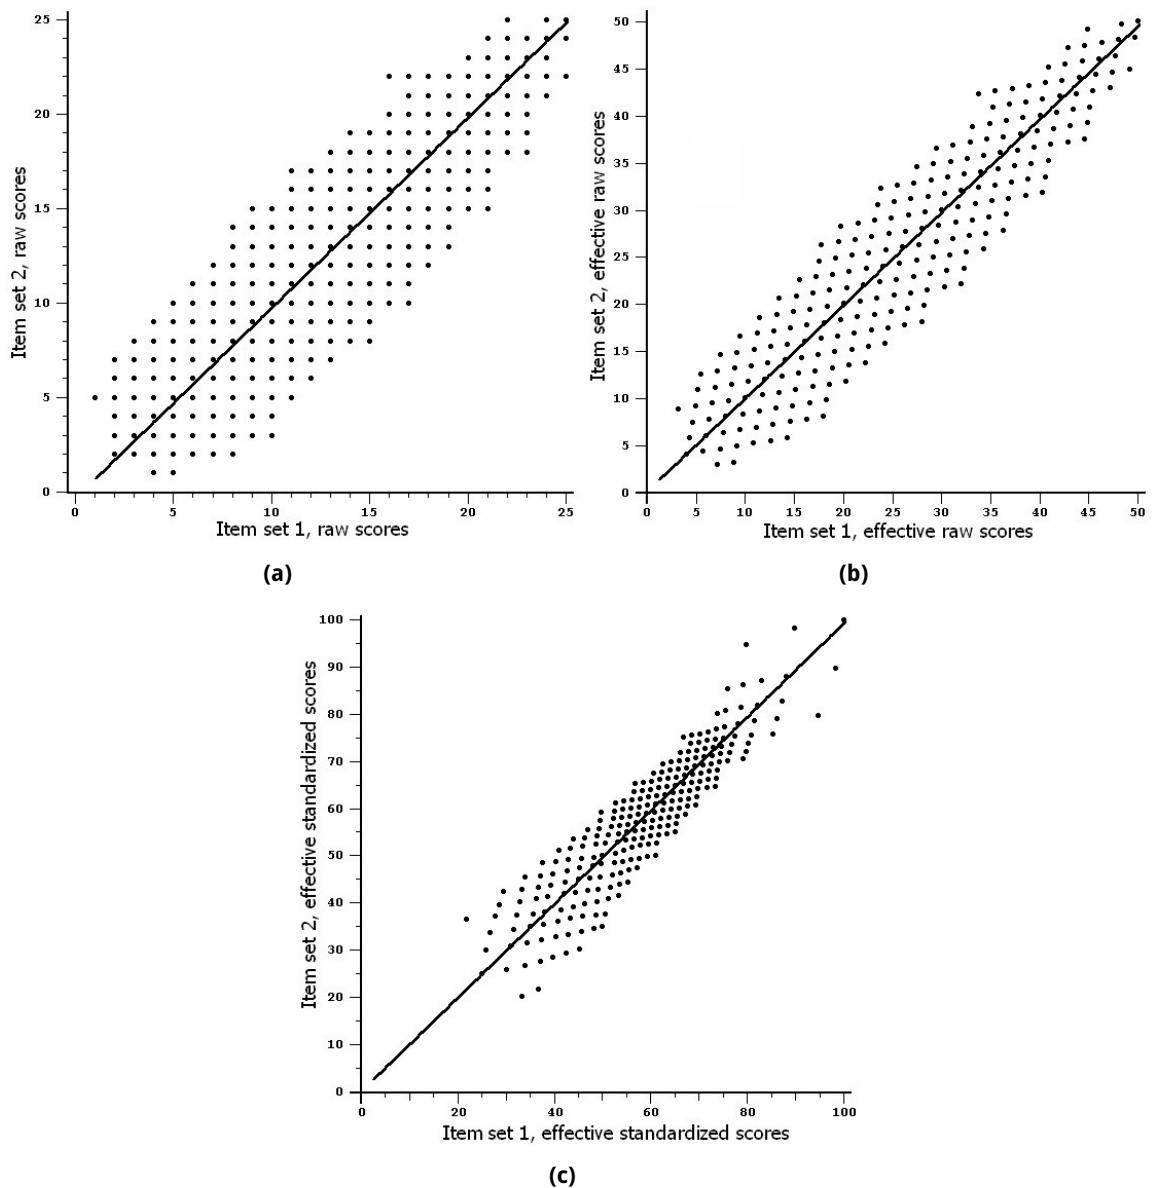 25
20
15
10
5
0
Item set 2, raw scores
0 5 10 15 20 25
Item set 1, raw scores
(a)
50
45
40
35
30
25
20
15
10
5
0
Item set 2, effective raw scores
0 5 10 15 20 25 30 35 40 45 50
Item set 1, effective raw scores
(b)
100
90
80
70
60
50
40
30
20
10
0
Item set 2, effective standardized scores
0 20 40 60 80 100
Item set 1, effective standardized scores
(c)